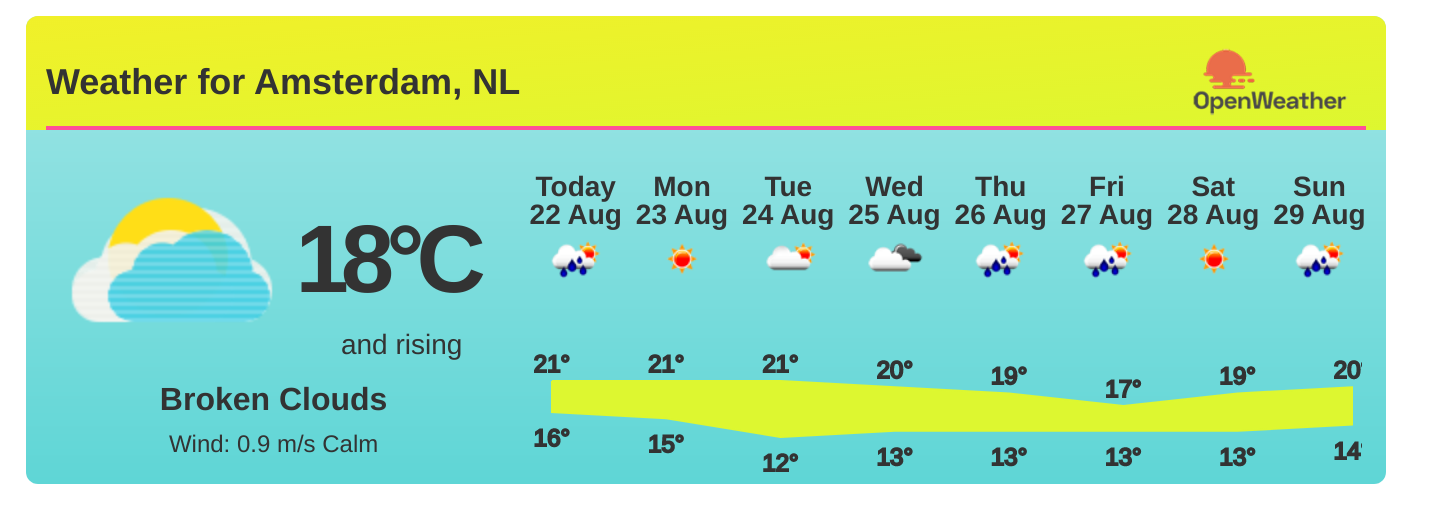 Weather for Amsterdam, NL
OpenWeather
Today Mon Tue Wed Thu Fri Sat Sun
22 Aug 23 Aug 24 Aug 25 Aug 26 Aug 27 Aug 28 Aug 29 Aug
18°C
and rising
Broken Clouds
Wind: 0.9 m/s Calm
21° 21° 21° 20° 19° 17° 19° 20°
16° 15° 12° 13° 13° 13° 13° 14°